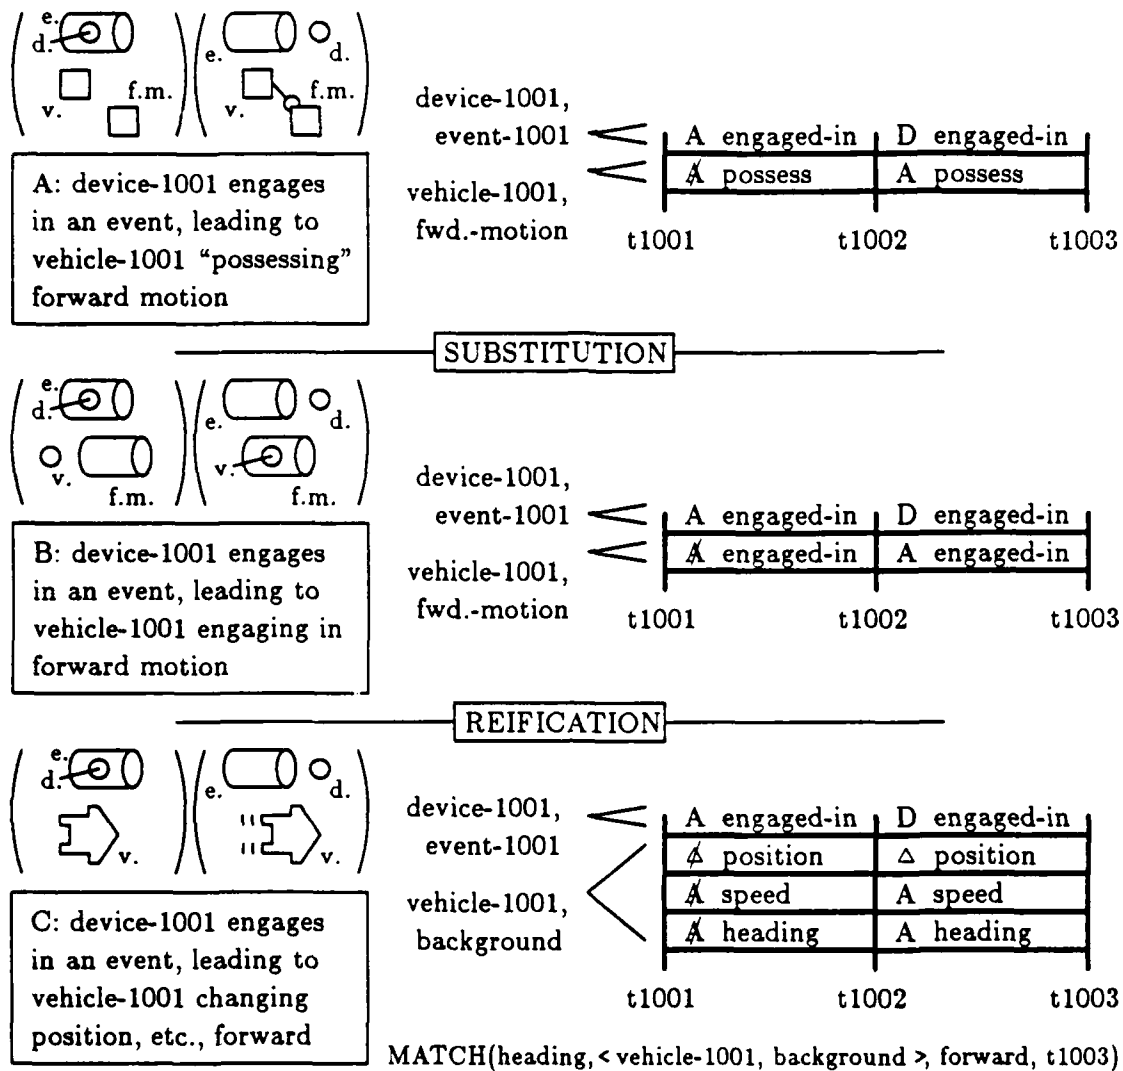 e.
d.
v.
f.m.
e.
d.
v.
f.m.
A: device-1001 engages
in an event, leading to
vehicle-1001 “possessing”
forward motion
device-1001,
event-1001
vehicle-1001,
fwd.-motion
A engaged-in D engaged-in
A̸ possess A possess
t1001 t1002 t1003
SUBSTITUTION
e.
d.
v.
f.m.
e.
d.
v.
f.m.
B: device-1001 engages
in an event, leading to
vehicle-1001 engaging in
forward motion
device-1001,
event-1001
vehicle-1001,
fwd.-motion
A engaged-in D engaged-in
A̸ engaged-in A engaged-in
t1001 t1002 t1003
REIFICATION
e.
d.
v.
e.
d.
v.
C: device-1001 engages
in an event, leading to
vehicle-1001 changing
position, etc., forward
device-1001,
event-1001
vehicle-1001,
background
A engaged-in D engaged-in
△̸ position △ position
A̸ speed A speed
A̸ heading A heading
t1001 t1002 t1003
MATCH(heading, < vehicle-1001, background >, forward, t1003)